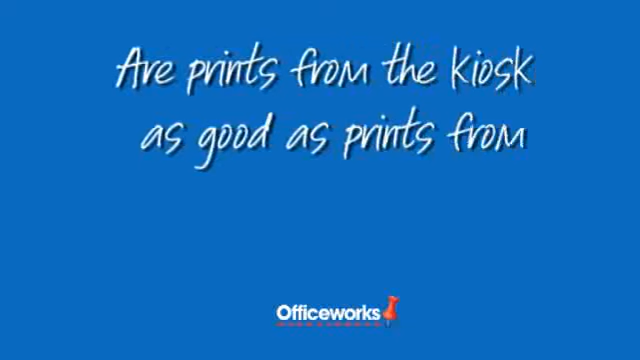 Are prints from the kiosk
as good as prints from
Officeworks